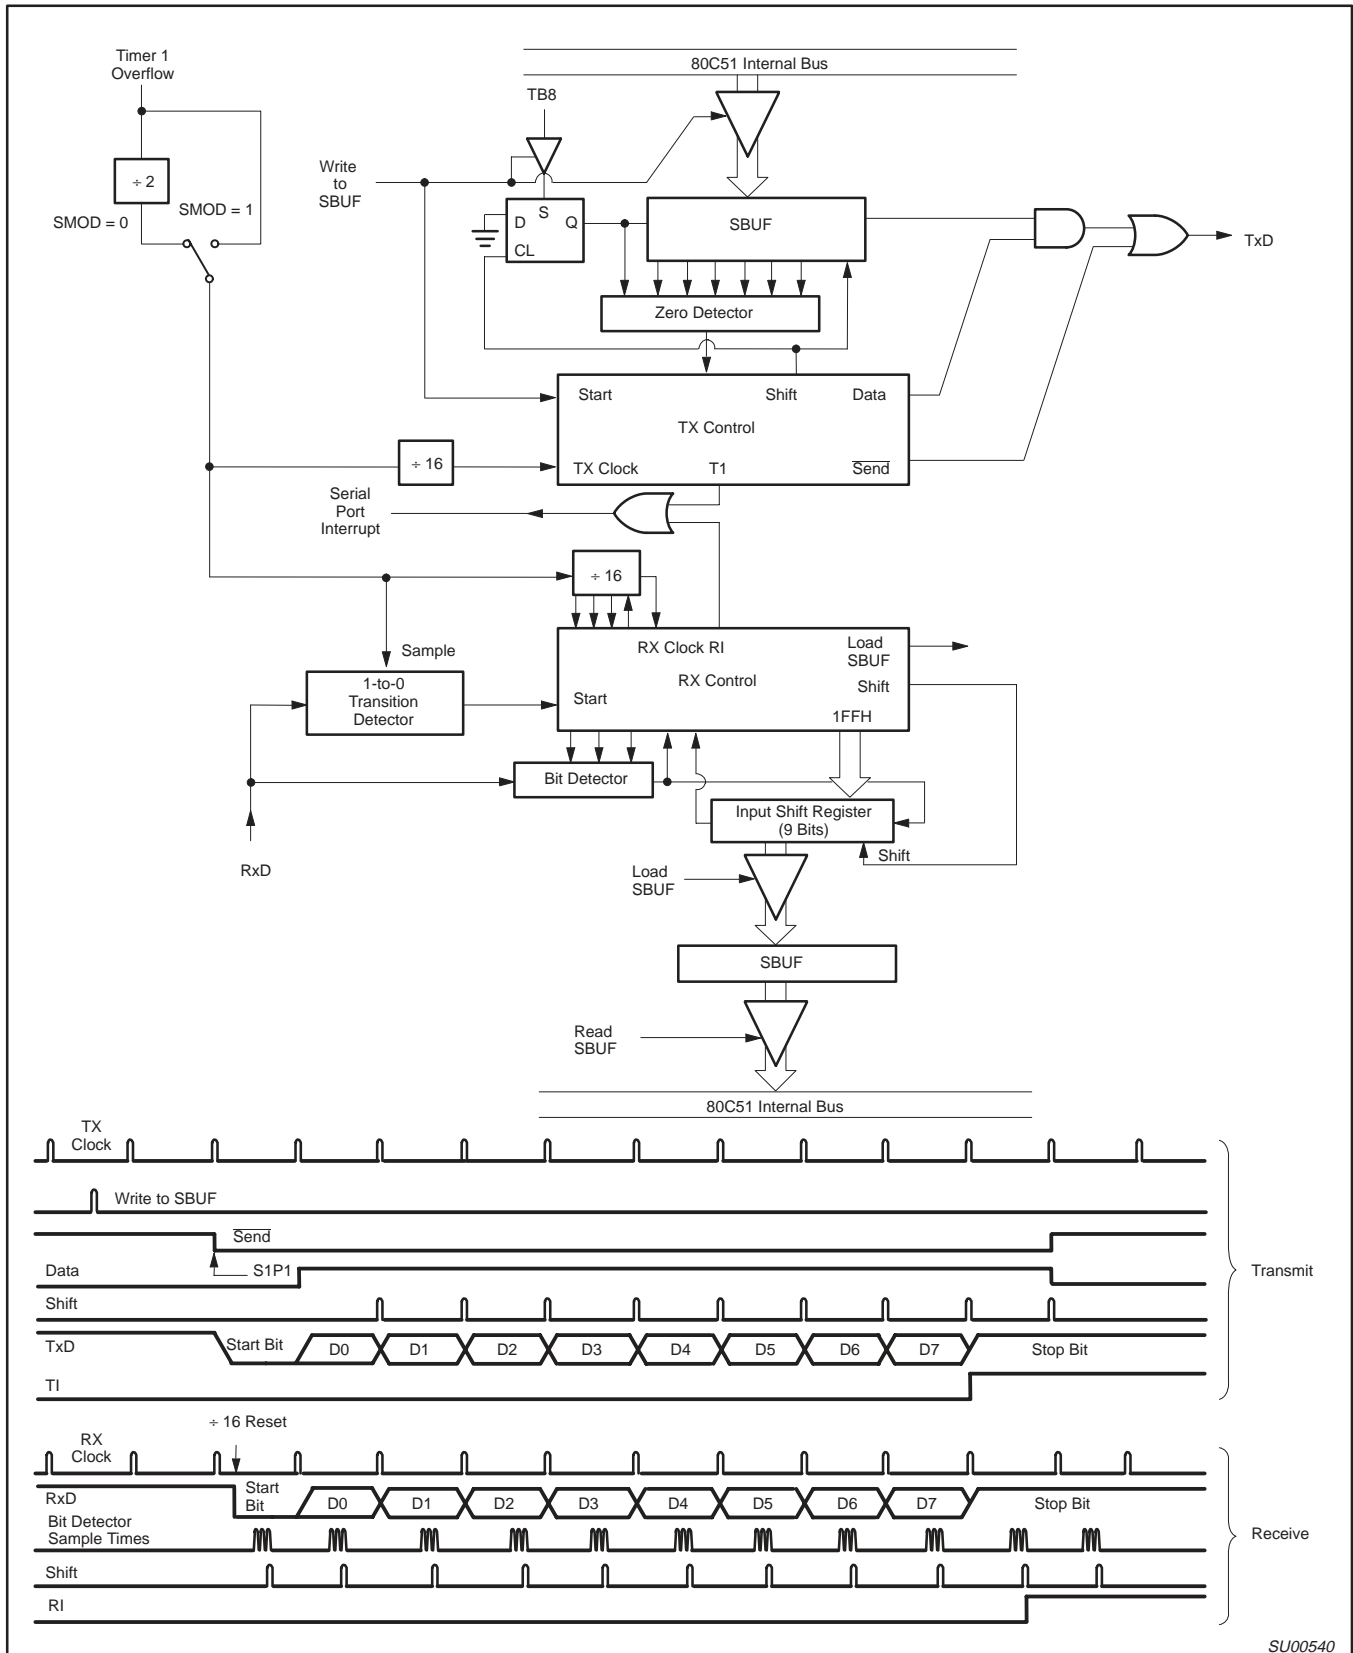 Timer 1
Overflow
80C51 Internal Bus
TB8
Write
to
SBUF
÷ 2
SMOD = 0
SMOD = 1
D
S
Q
CL
SBUF
TxD
Zero Detector
Start
Shift
Data
TX Control
÷ 16
TX Clock
T1
Send
Serial
Port
Interrupt
÷ 16
Sample
RX Clock RI
Load
SBUF
RX Control
Shift
Start
1FFH
1-to-0
Transition
Detector
Bit Detector
Input Shift Register
(9 Bits)
Shift
RxD
Load
SBUF
SBUF
Read
SBUF
80C51 Internal Bus
TX
Clock
Write to SBUF
Send
Data
S1P1
Shift
TxD
Start Bit
D0
D1
D2
D3
D4
D5
D6
D7
Stop Bit
TI
Transmit
÷ 16 Reset
RX
Clock
RxD
Start
Bit
D0
D1
D2
D3
D4
D5
D6
D7
Stop Bit
Bit Detector
Sample Times
Shift
RI
Receive
SU00540